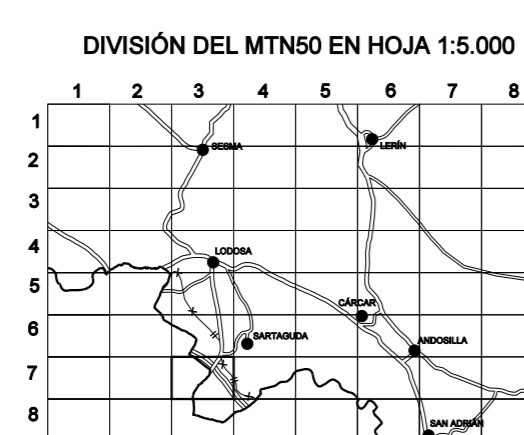 DIVISIÓN DEL MTN50 EN HOJA 1:5.000
1 2 3 4 5 6 7 8
1
LERÍN
2
SESMA
3
4
LODOSA
5
CÁRCAR
6
SARTAGUDA
ANDOSILLA
7
8
SAN ADRIÁN